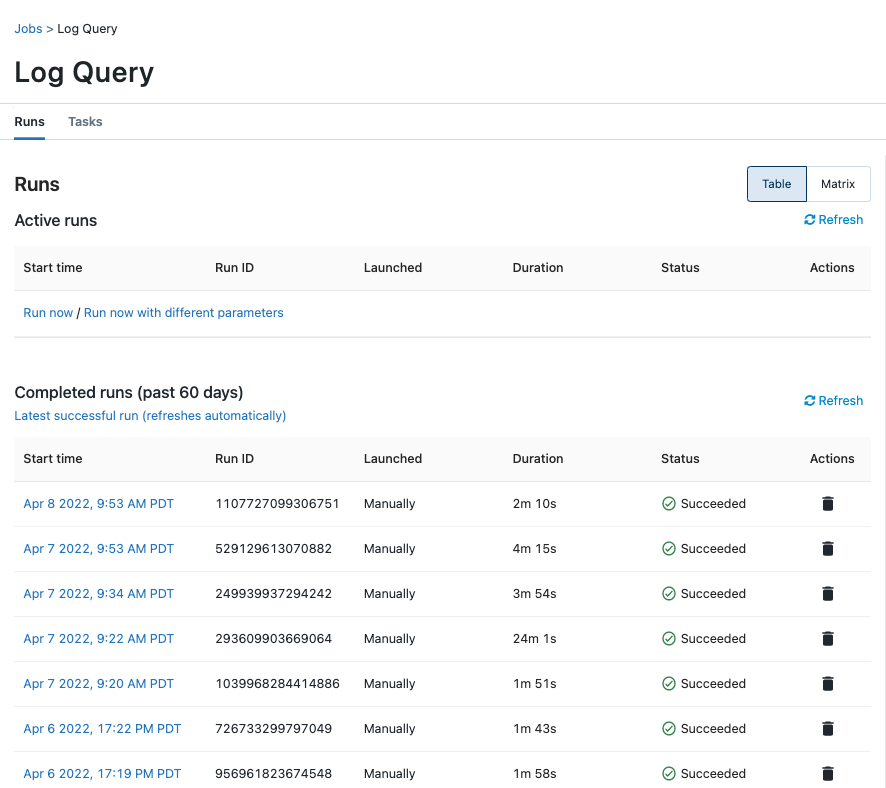 Jobs > Log Query
Log Query
Runs Tasks
Runs
Table Matrix
Active runs
Refresh
Start time Run ID Launched Duration Status Actions
Run now / Run now with different parameters
Completed runs (past 60 days)
Refresh
Latest successful run (refreshes automatically)
Start time Run ID Launched Duration Status Actions
Apr 8 2022, 9:53 AM PDT 1107727099306751 Manually 2m 10s Succeeded
Apr 7 2022, 9:53 AM PDT 529129613070882 Manually 4m 15s Succeeded
Apr 7 2022, 9:34 AM PDT 249939937294242 Manually 3m 54s Succeeded
Apr 7 2022, 9:22 AM PDT 293609903669064 Manually 24m 1s Succeeded
Apr 7 2022, 9:20 AM PDT 1039968284414886 Manually 1m 51s Succeeded
Apr 6 2022, 17:22 PM PDT 726733299797049 Manually 1m 43s Succeeded
Apr 6 2022, 17:19 PM PDT 956961823674548 Manually 1m 58s Succeeded